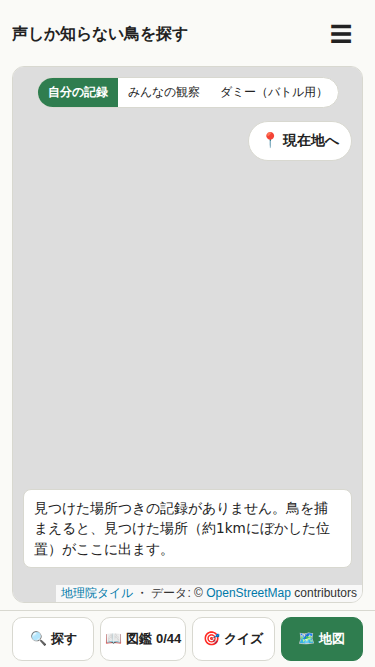 声しか知らない鳥を探す
自分の記録 みんなの観察 ダミー（バトル用）
📍 現在地へ
見つけた場所つきの記録がありません。鳥を捕
まえると、見つけた場所（約1kmにぼかした位
置）がここに出ます。
地理院タイル ・ データ: © OpenStreetMap contributors
🔍 探す 📖 図鑑 0/44 🎯 クイズ 🗺️ 地図